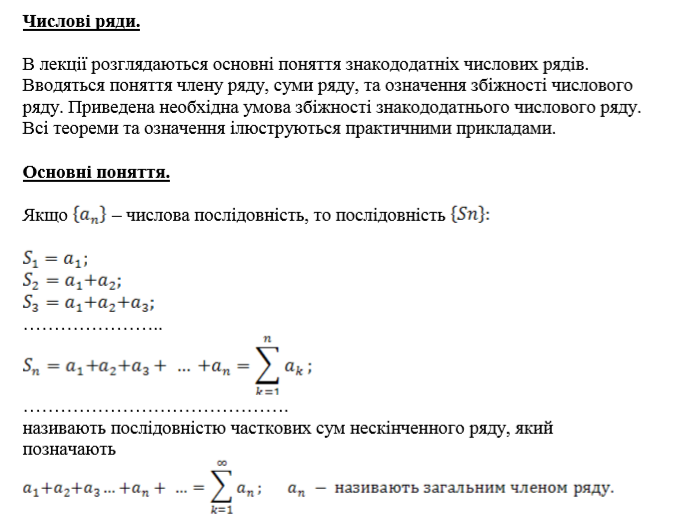 Числові ряди.
В лекції розглядаються основні поняття знакододатніх числових рядів.
Вводяться поняття члену ряду, суми ряду, та означення збіжності числового
ряду. Приведена необхідна умова збіжності знакододатнього числового ряду.
Всі теореми та означення ілюструються практичними прикладами.
Основні поняття.
Якщо {aₙ} – числова послідовність, то послідовність {Sn}:
S₁ = a₁;
S₂ = a₁+a₂;
S₃ = a₁+a₂+a₃;
…………………..
Sₙ = a₁+a₂+a₃ + … +aₙ = ∑ₖ₌₁ⁿ aₖ ;
…………………………………….
називають послідовністю часткових сум нескінченного ряду, який
позначають
a₁+a₂+a₃ … +aₙ + … = ∑ₖ₌₁^∞ aₙ ; aₙ – називають загальним членом ряду.